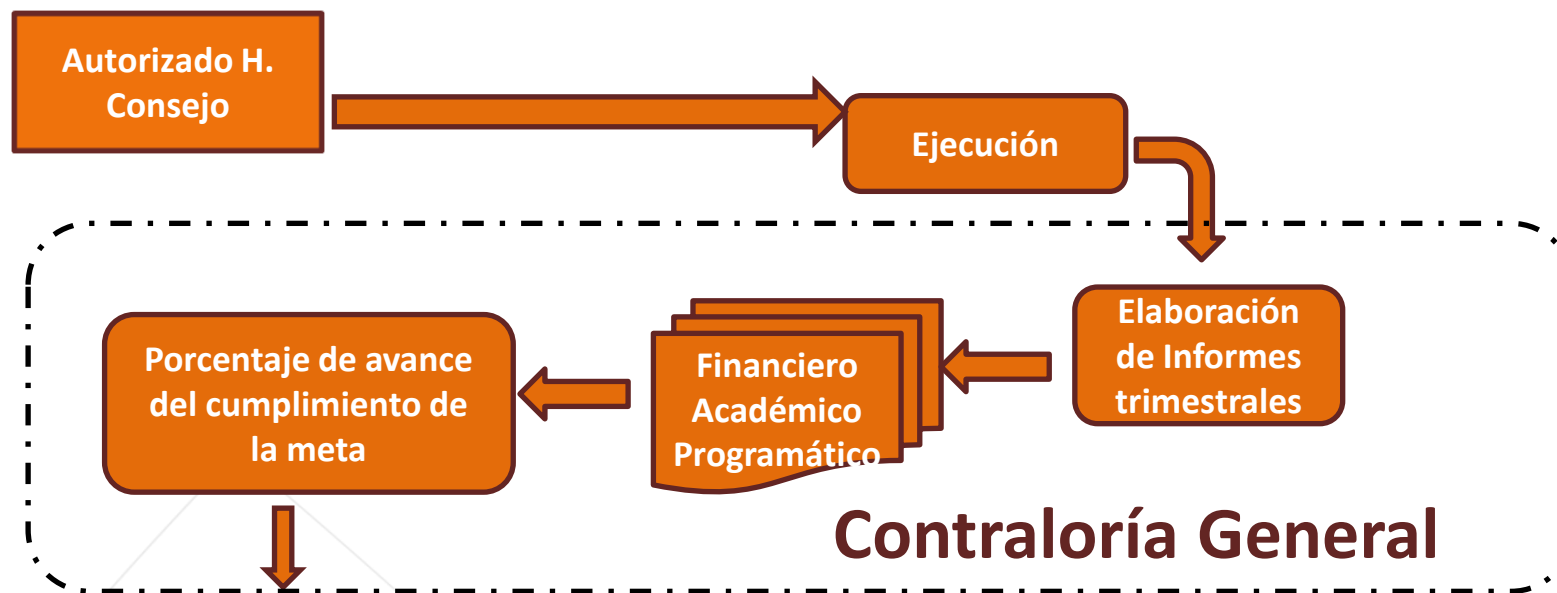 Autorizado H.
Consejo
Ejecución
Elaboración
de Informes
trimestrales
Financiero
Académico
Programático
Porcentaje de avance
del cumplimiento de
la meta
Contraloría General